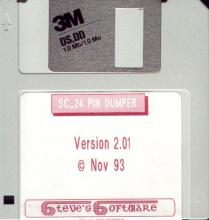 3M
DS,DD
1.0 Mb/1.0 Mo
SC_24 PIN DUMPER
Version 2.01
© Nov 93
Steve's Software